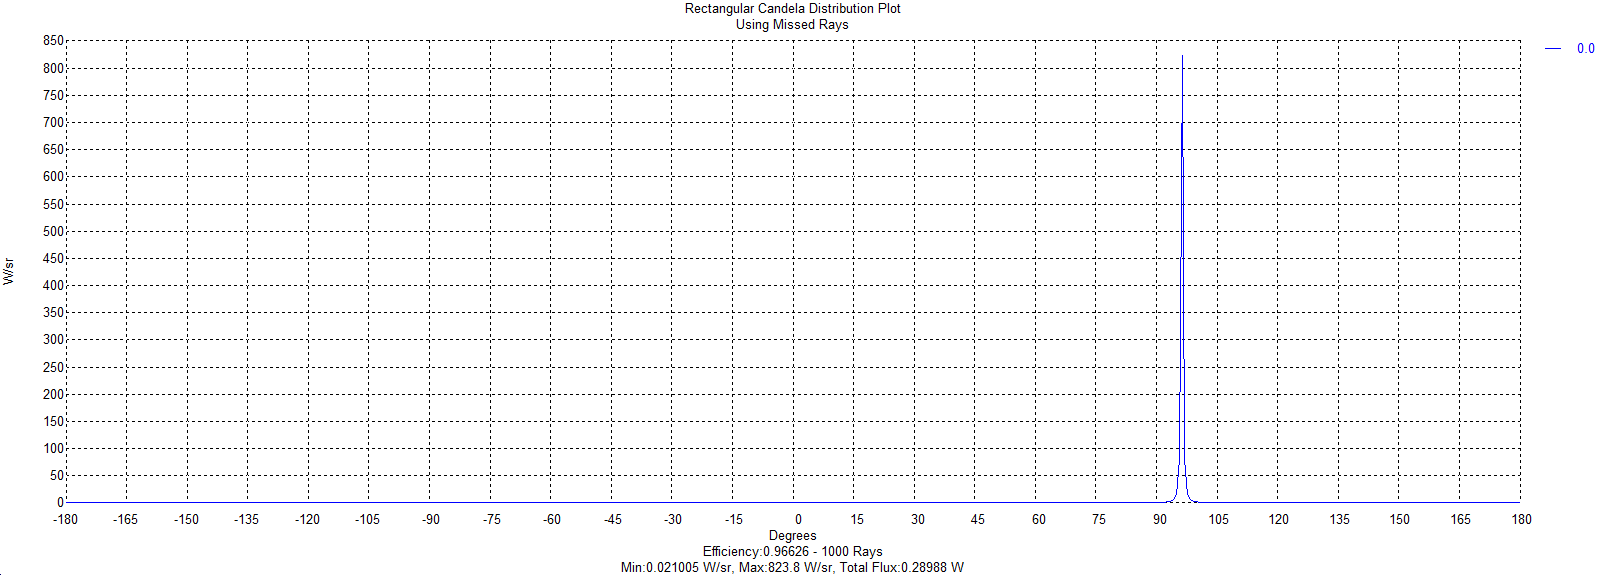 Rectangular Candela Distribution Plot
Using Missed Rays
850
0.0
800
750
700
650
600
550
500
450
400
350
300
250
200
150
100
50
0
W/sr
-180 -165 -150 -135 -120 -105 -90 -75 -60 -45 -30 -15 0 15 30 45 60 75 90 105 120 135 150 165 180
Degrees
Efficiency:0.96626 - 1000 Rays
Min:0.021005 W/sr, Max:823.8 W/sr, Total Flux:0.28988 W